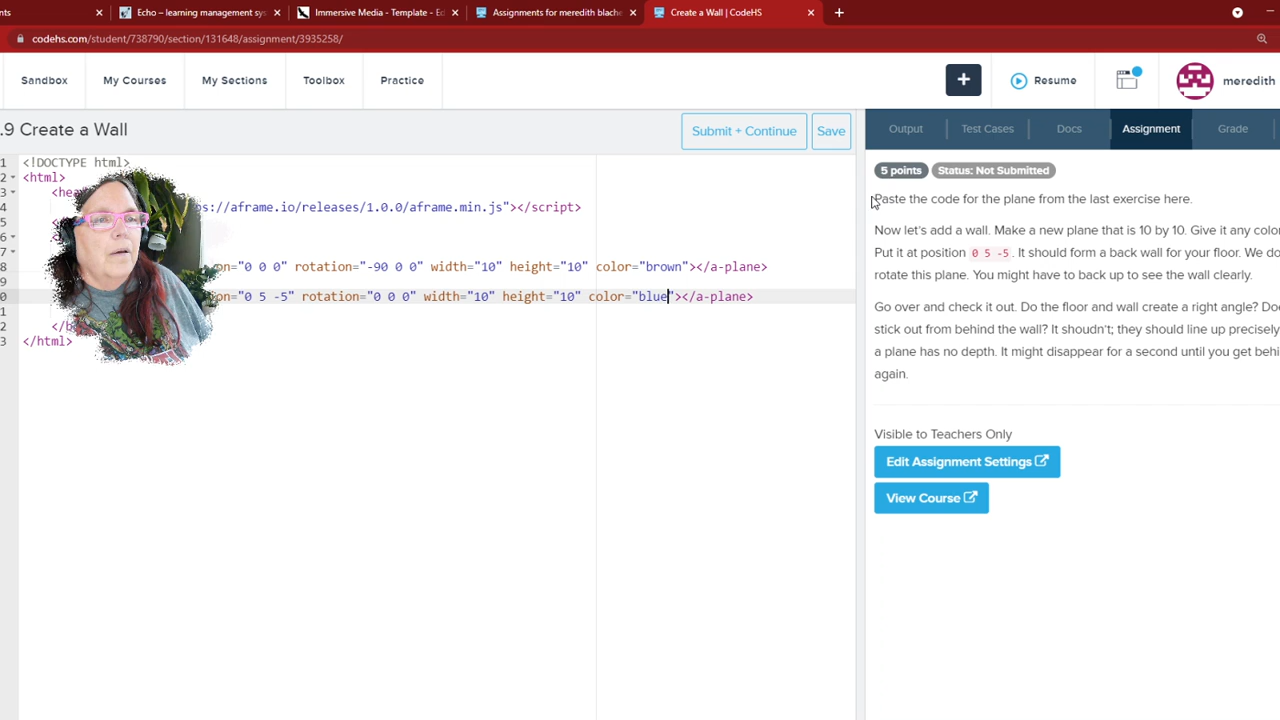 nts
Echo – learning management sys
Immersive Media - Template - Ed
Assignments for meredith blache
Create a Wall | CodeHS
codehs.com/student/738790/section/131648/assignment/3935258/
Sandbox My Courses My Sections Toolbox Practice + Resume meredith
.9 Create a Wall
Submit + Continue Save
Output Test Cases Docs Assignment Grade
1 <!DOCTYPE html>
2 <html>
3 <hea
4 ps://aframe.io/releases/1.0.0/aframe.min.js"></script>
5
6
7
8 on="0 0 0" rotation="-90 0 0" width="10" height="10" color="brown"></a-plane>
9
0 on="0 5 -5" rotation="0 0 0" width="10" height="10" color="blue"></a-plane>
1
2 </b
3 </html>
5 points Status: Not Submitted
Paste the code for the plane from the last exercise here.
Now let's add a wall. Make a new plane that is 10 by 10. Give it any color
Put it at position 0 5 -5. It should form a back wall for your floor. We do
rotate this plane. You might have to back up to see the wall clearly.
Go over and check it out. Do the floor and wall create a right angle? Doe
stick out from behind the wall? It shoudn't; they should line up precisely
a plane has no depth. It might disappear for a second until you get behi
again.
Visible to Teachers Only
Edit Assignment Settings
View Course